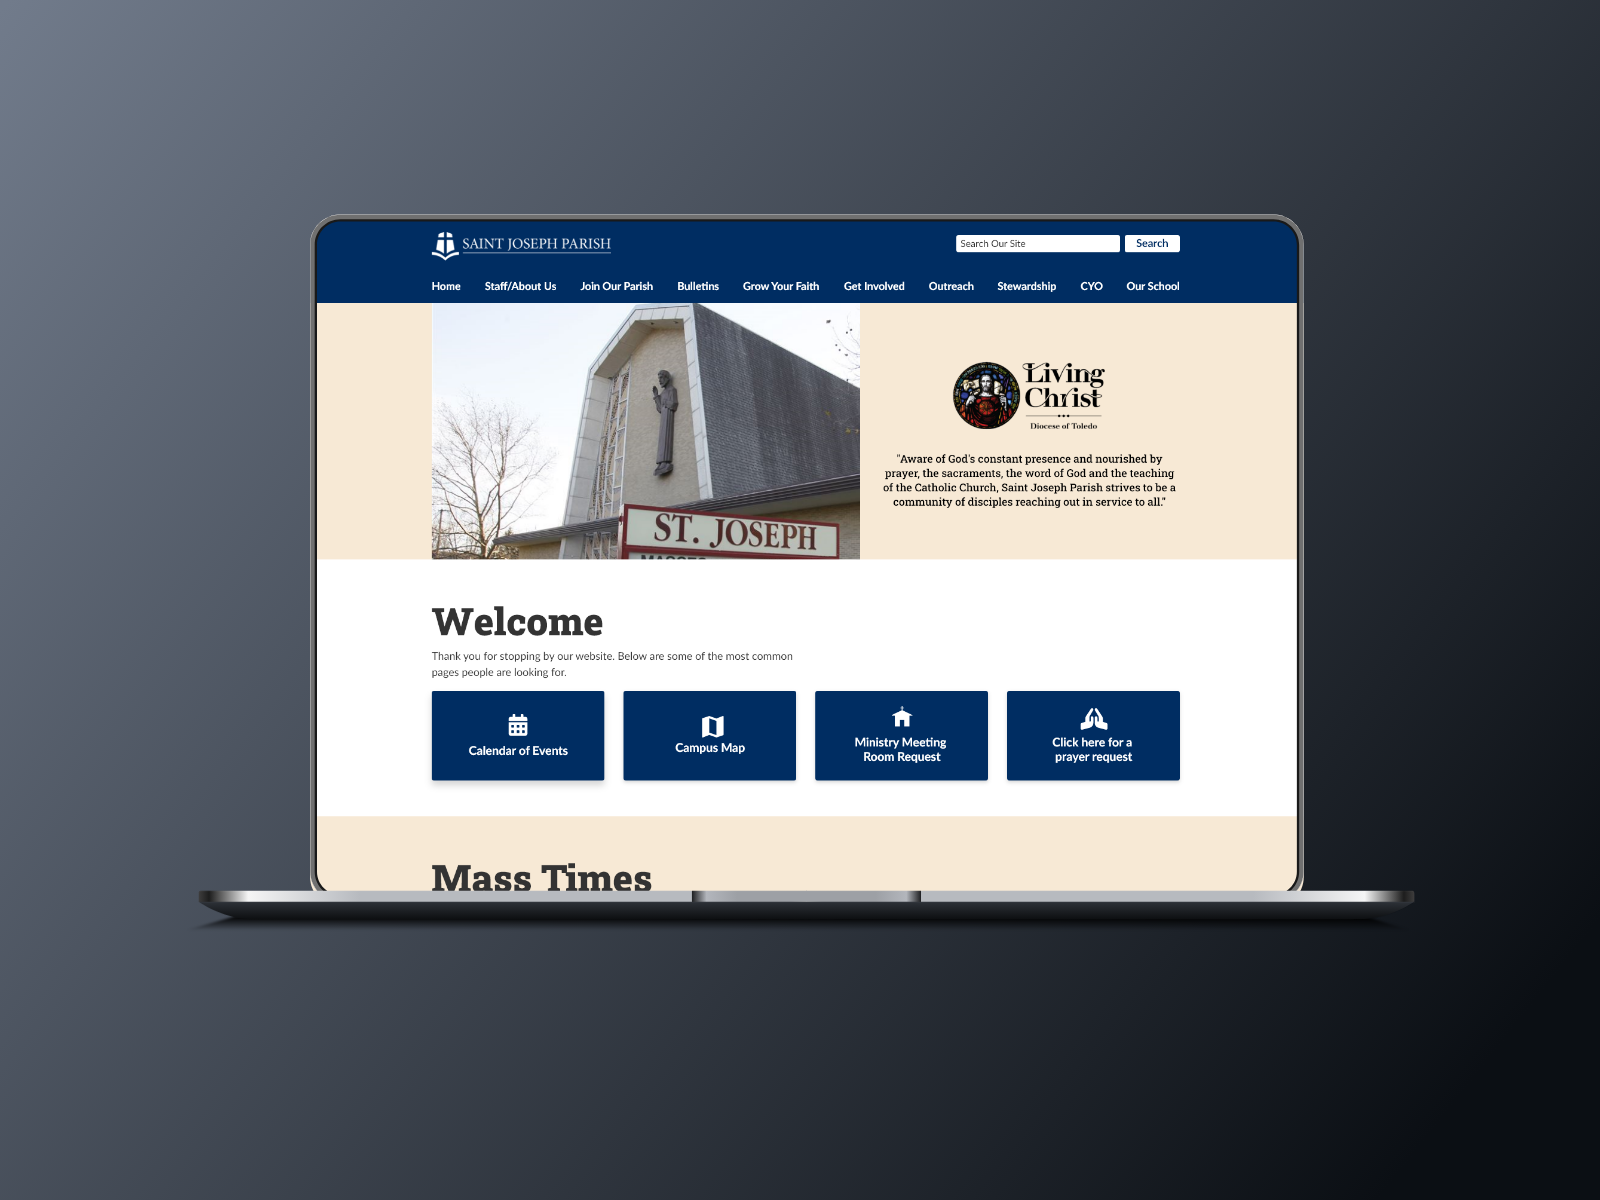 SAINT JOSEPH PARISH
Search Our Site
Search
Home Staff/About Us Join Our Parish Bulletins Grow Your Faith Get Involved Outreach Stewardship CYO Our School
ST. JOSEPH
MASSES
Living
Christ
Diocese of Toledo
"Aware of God's constant presence and nourished by
prayer, the sacraments, the word of God and the teaching
of the Catholic Church, Saint Joseph Parish strives to be a
community of disciples reaching out in service to all."
Welcome
Thank you for stopping by our website. Below are some of the most common
pages people are looking for.
Calendar of Events
Campus Map
Ministry Meeting
Room Request
Click here for a
prayer request
Mass Times